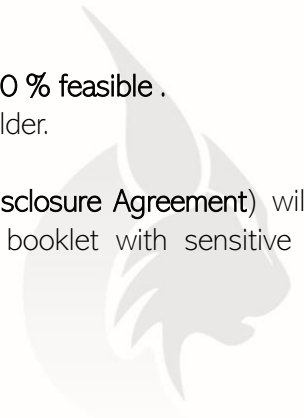 0 % feasible .
lder.
sclosure Agreement) wil
booklet with sensitive